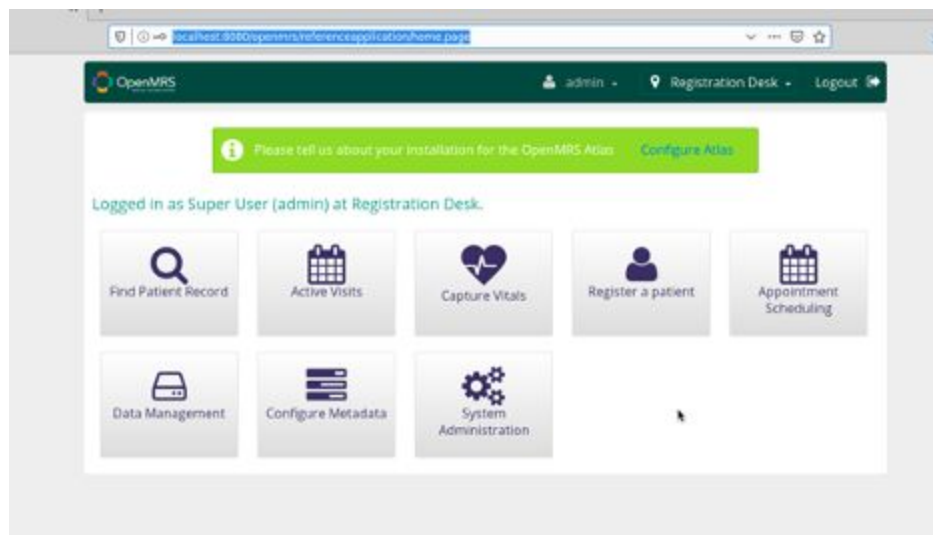 localhost:8080/openmrs/referenceapplication/home.page
OpenMRS
admin
Registration Desk
Logout
Please tell us about your installation for the OpenMRS Atlas
Configure Atlas
Logged in as Super User (admin) at Registration Desk.
Find Patient Record
Active Visits
Capture Vitals
Register a patient
Appointment
Scheduling
Data Management
Configure Metadata
System
Administration